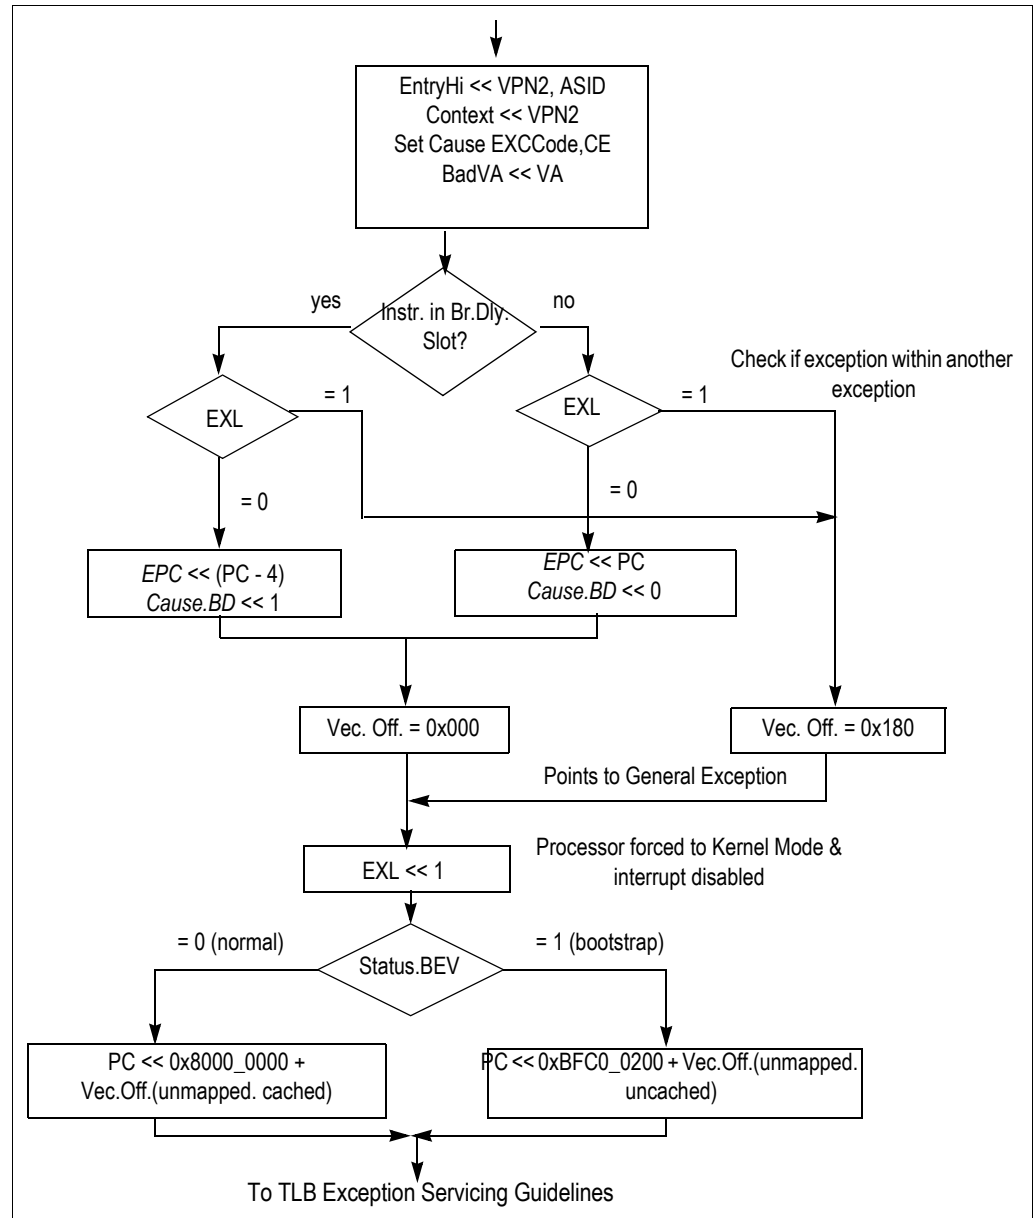 EntryHi << VPN2, ASID
Context << VPN2
Set Cause EXCCode,CE
BadVA << VA
yes
Instr. in Br.Dly.
Slot?
no
Check if exception within another
exception
EXL
= 1
EXL
= 1
= 0
= 0
EPC << (PC - 4)
Cause.BD << 1
EPC << PC
Cause.BD << 0
Vec. Off. = 0x000
Vec. Off. = 0x180
Points to General Exception
EXL << 1
Processor forced to Kernel Mode &
interrupt disabled
= 0 (normal)
Status.BEV
= 1 (bootstrap)
PC << 0x8000_0000 +
Vec.Off.(unmapped. cached)
PC << 0xBFC0_0200 + Vec.Off.(unmapped.
uncached)
To TLB Exception Servicing Guidelines